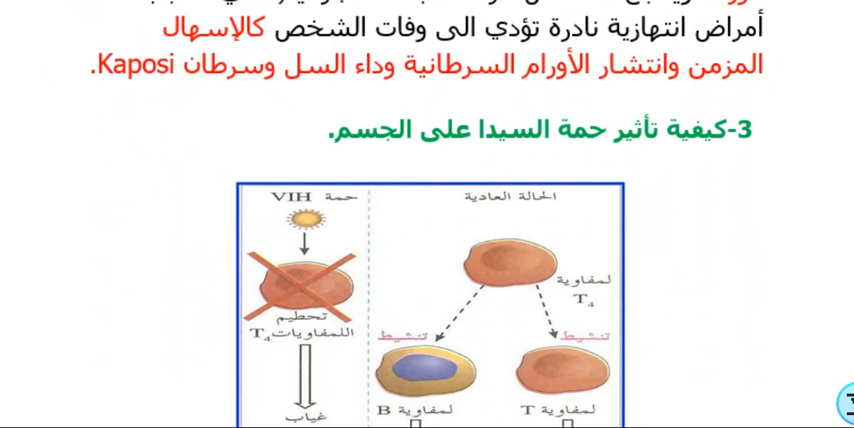 أمراض انتهازية نادرة تؤدي الى وفات الشخص كالإسهال
المزمن وانتشار الأورام السرطانية وداء السل وسرطان Kaposi.
3-كيفية تأثير حمة السيدا على الجسم.
الحالة العادية
حمة VIH
لمفاوية
T4
تنشيط
تنشيط
لمفاوية T
لمفاوية B
تحطيم
اللمفاويات T4
غياب